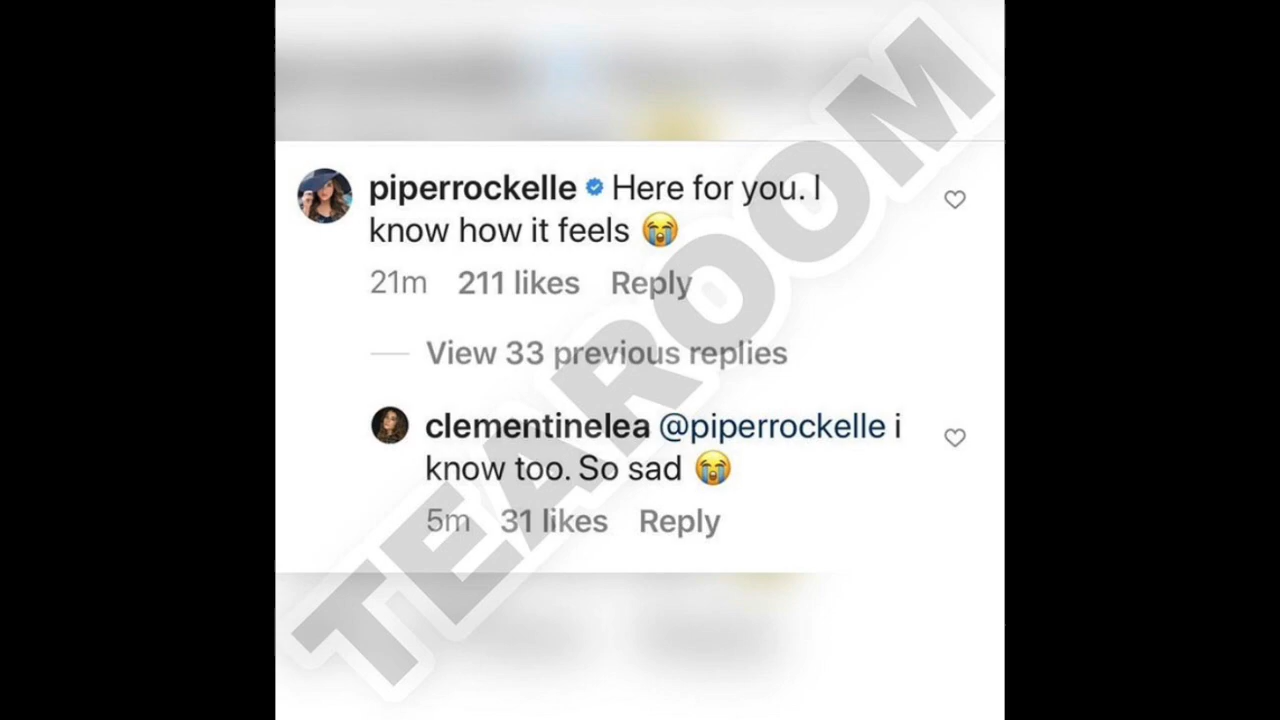 piperrockelle Here for you. I
know how it feels 😭
21m 211 likes Reply
View 33 previous replies
clementinelea @piperrockelle i
know too. So sad 😭
5m 31 likes Reply
TEAROOM